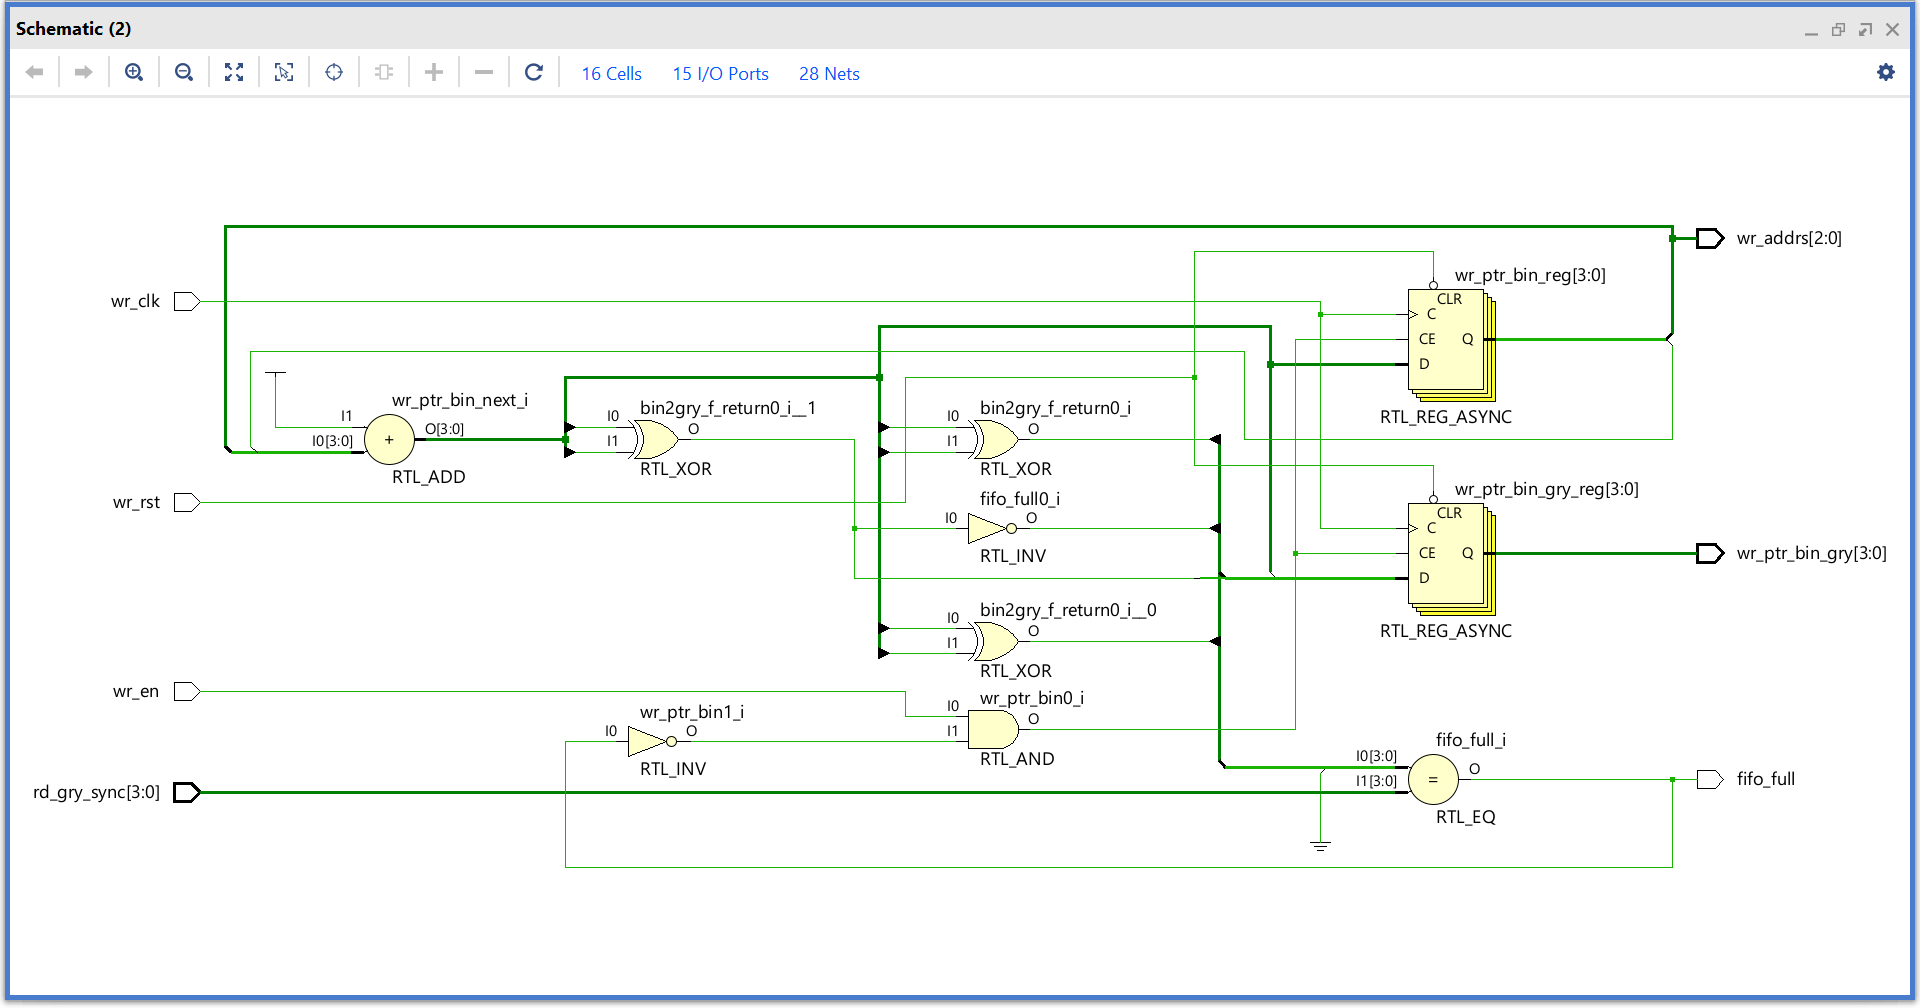 Schematic (2)
16 Cells 15 I/O Ports 28 Nets
wr_addrs[2:0]
wr_ptr_bin_reg[3:0]
wr_clk
CLR
C
CE Q
D
RTL_REG_ASYNC
wr_ptr_bin_next_i
I1
I0[3:0]
+
O[3:0]
RTL_ADD
bin2gry_f_return0_i__1
I0
I1
O
RTL_XOR
bin2gry_f_return0_i
I0
I1
O
RTL_XOR
wr_rst
fifo_full0_i
I0
O
RTL_INV
wr_ptr_bin_gry_reg[3:0]
CLR
C
CE Q
D
RTL_REG_ASYNC
wr_ptr_bin_gry[3:0]
bin2gry_f_return0_i__0
I0
I1
O
RTL_XOR
wr_en
wr_ptr_bin1_i
I0
O
RTL_INV
wr_ptr_bin0_i
I0
I1
O
RTL_AND
rd_gry_sync[3:0]
fifo_full_i
I0[3:0]
I1[3:0]
=
O
RTL_EQ
fifo_full